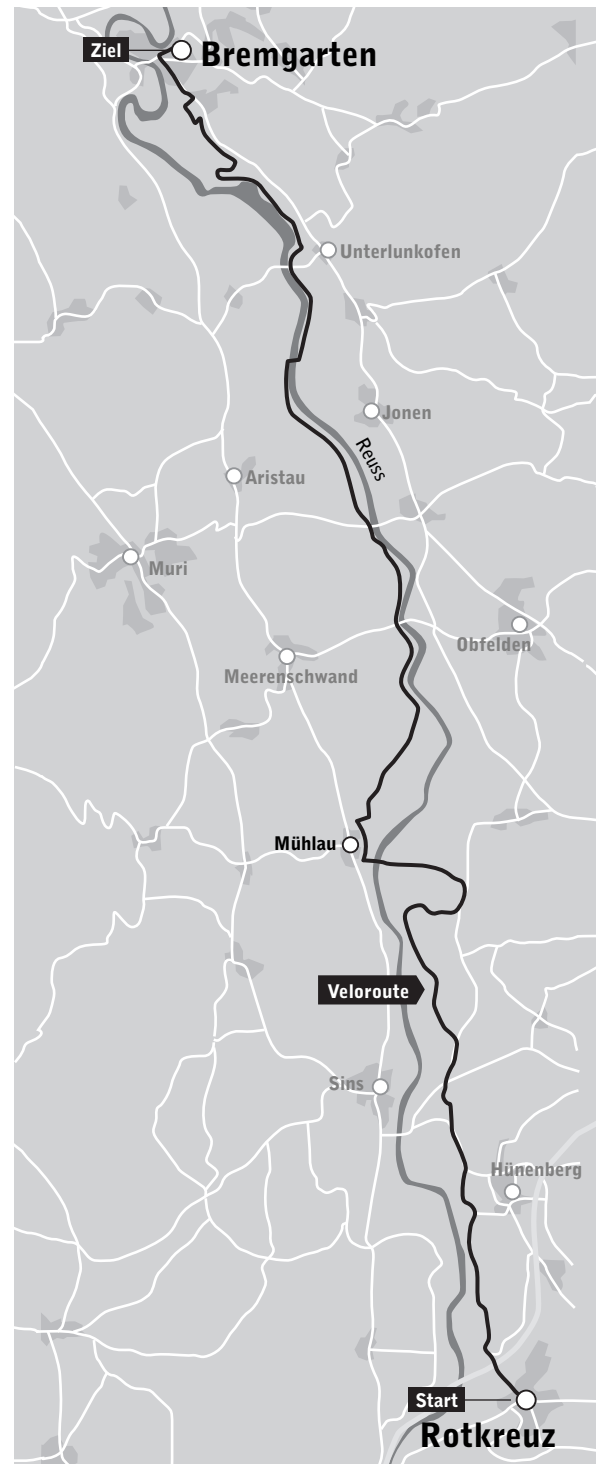 Ziel
Bremgarten
Unterlunkofen
Jonen
Reuss
Aristau
Muri
Obfelden
Meerenschwand
Mühlau
Veloroute
Sins
Hünenberg
Start
Rotkreuz